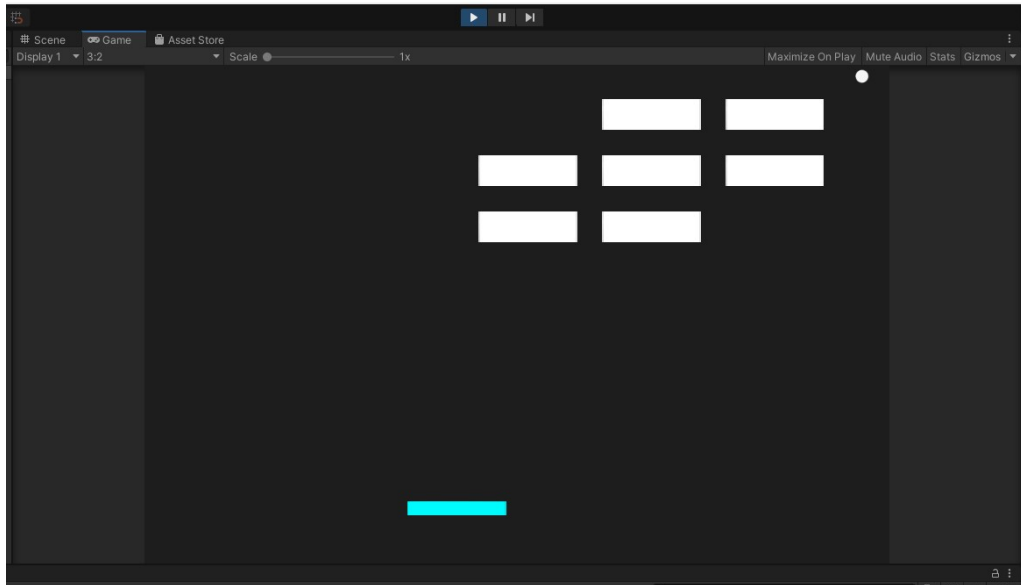 Scene Game Asset Store
Display 1 3:2 Scale 1x Maximize On Play Mute Audio Stats Gizmos